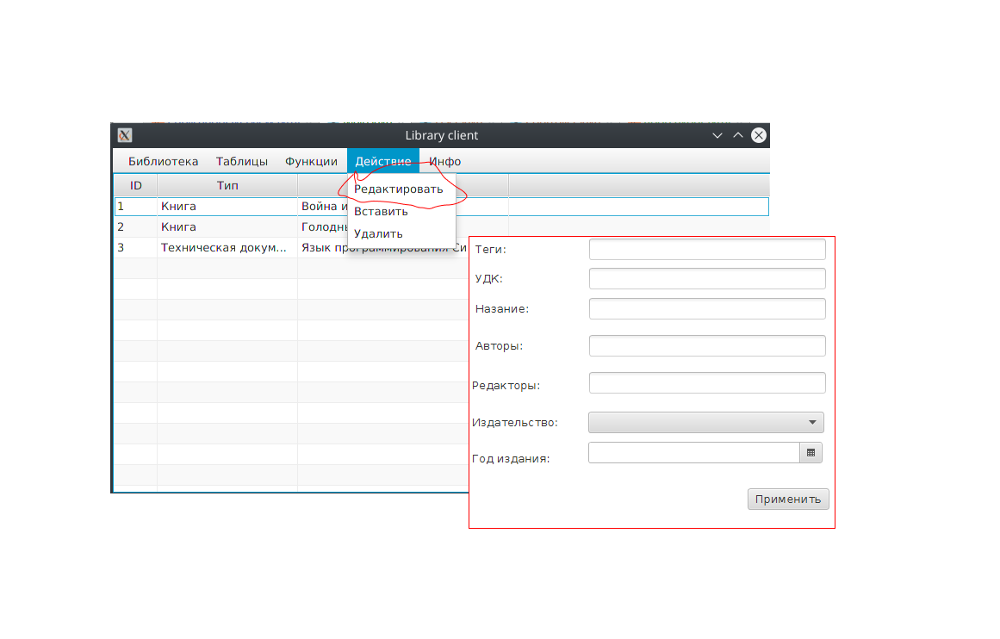 Library client
Библиотека Таблицы Функции Действие Инфо
ID Тип
Редактировать
1 Книга Война и
Вставить
2 Книга Голодн
Удалить
3 Техническая докум... Язык программирования Си
Теги:
УДК:
Назание:
Авторы:
Редакторы:
Издательство:
Год издания:
Применить